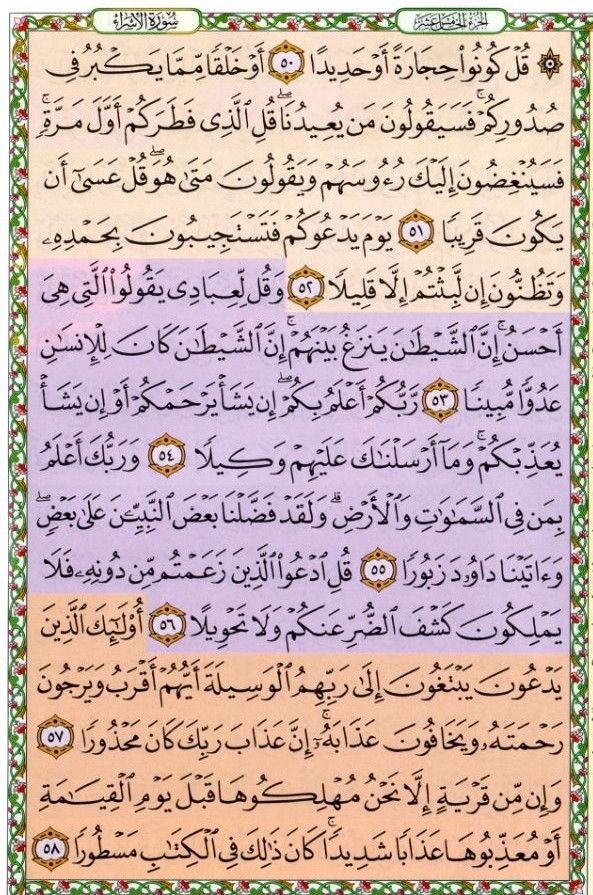 الجزء الخامس عشر
سورة الإسراء
۞ قُلْ كُونُوا۟ حِجَارَةً أَوْ حَدِيدًا ٥٠ أَوْ خَلْقًا مِّمَّا يَكْبُرُ فِى
صُدُورِكُمْ ۚ فَسَيَقُولُونَ مَن يُعِيدُنَا ۖ قُلِ ٱلَّذِى فَطَرَكُمْ أَوَّلَ مَرَّةٍ ۚ
فَسَيُنْغِضُونَ إِلَيْكَ رُءُوسَهُمْ وَيَقُولُونَ مَتَىٰ هُوَ ۖ قُلْ عَسَىٰٓ أَن
يَكُونَ قَرِيبًا ٥١ يَوْمَ يَدْعُوكُمْ فَتَسْتَجِيبُونَ بِحَمْدِهِۦ
وَتَظُنُّونَ إِن لَّبِثْتُمْ إِلَّا قَلِيلًا ٥٢ وَقُل لِّعِبَادِى يَقُولُوا۟ ٱلَّتِى هِىَ
أَحْسَنُ ۚ إِنَّ ٱلشَّيْطَٰنَ يَنزَغُ بَيْنَهُمْ ۚ إِنَّ ٱلشَّيْطَٰنَ كَانَ لِلْإِنسَٰنِ
عَدُوًّا مُّبِينًا ٥٣ رَّبُّكُمْ أَعْلَمُ بِكُمْ ۖ إِن يَشَأْ يَرْحَمْكُمْ أَوْ إِن يَشَأْ
يُعَذِّبْكُمْ ۚ وَمَآ أَرْسَلْنَٰكَ عَلَيْهِمْ وَكِيلًا ٥٤ وَرَبُّكَ أَعْلَمُ
بِمَن فِى ٱلسَّمَٰوَٰتِ وَٱلْأَرْضِ ۗ وَلَقَدْ فَضَّلْنَا بَعْضَ ٱلنَّبِيِّـۧنَ عَلَىٰ بَعْضٍ ۖ
وَءَاتَيْنَا دَاوُۥدَ زَبُورًا ٥٥ قُلِ ٱدْعُوا۟ ٱلَّذِينَ زَعَمْتُم مِّن دُونِهِۦ فَلَا
يَمْلِكُونَ كَشْفَ ٱلضُّرِّ عَنكُمْ وَلَا تَحْوِيلًا ٥٦ أُو۟لَٰٓئِكَ ٱلَّذِينَ
يَدْعُونَ يَبْتَغُونَ إِلَىٰ رَبِّهِمُ ٱلْوَسِيلَةَ أَيُّهُمْ أَقْرَبُ وَيَرْجُونَ
رَحْمَتَهُۥ وَيَخَافُونَ عَذَابَهُۥٓ ۚ إِنَّ عَذَابَ رَبِّكَ كَانَ مَحْذُورًا ٥٧
وَإِن مِّن قَرْيَةٍ إِلَّا نَحْنُ مُهْلِكُوهَا قَبْلَ يَوْمِ ٱلْقِيَٰمَةِ
أَوْ مُعَذِّبُوهَا عَذَابًا شَدِيدًا ۚ كَانَ ذَٰلِكَ فِى ٱلْكِتَٰبِ مَسْطُورًا ٥٨